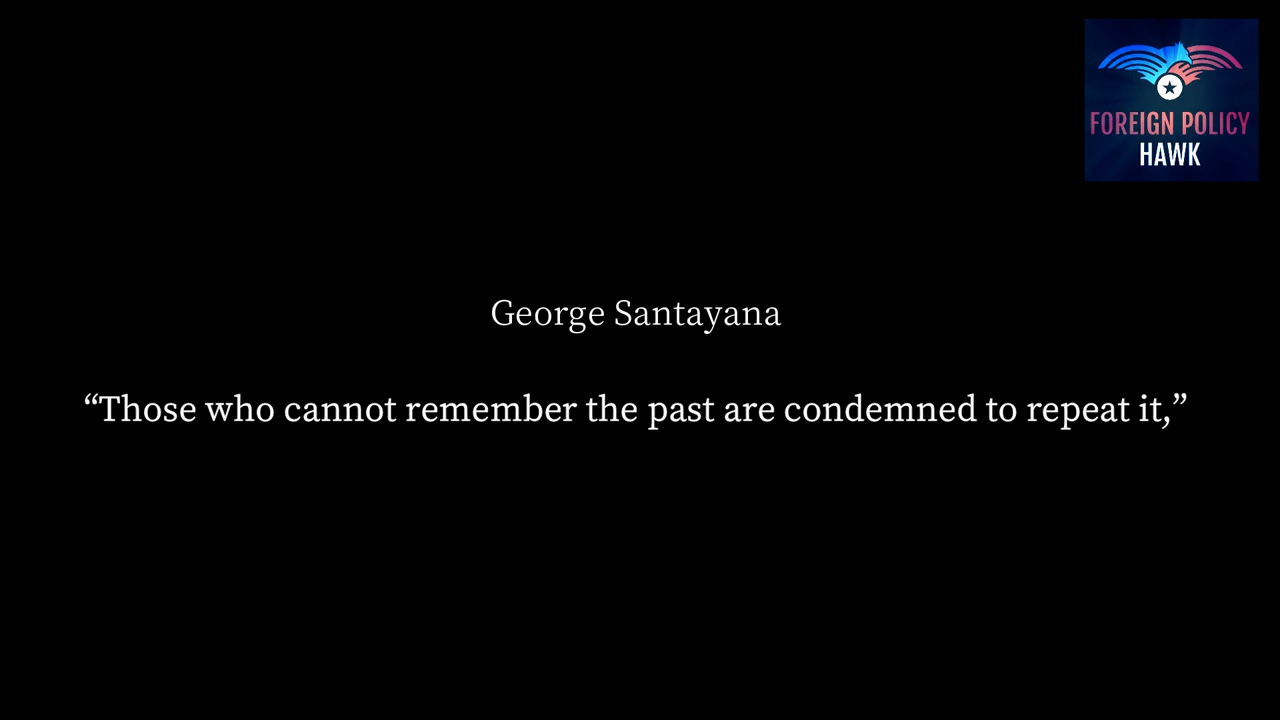 FOREIGN POLICY
HAWK
George Santayana
“Those who cannot remember the past are condemned to repeat it,”